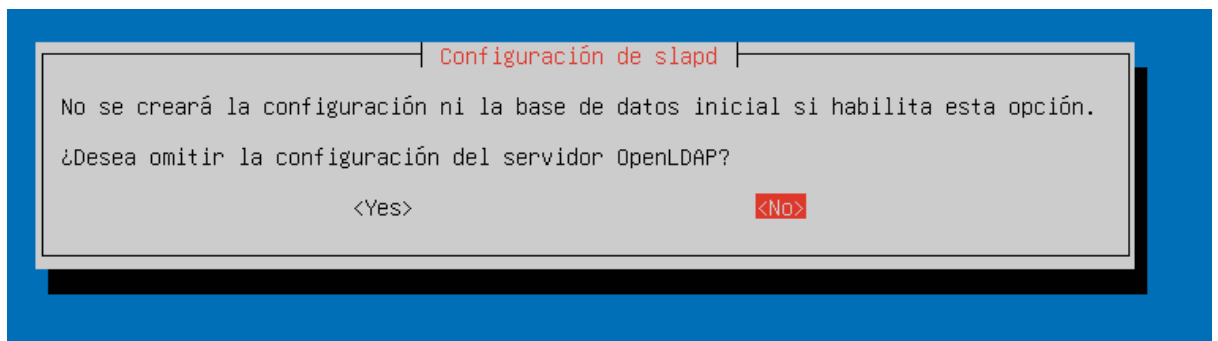 Configuración de slapd
No se creará la configuración ni la base de datos inicial si habilita esta opción.
¿Desea omitir la configuración del servidor OpenLDAP?
<Yes> <No>